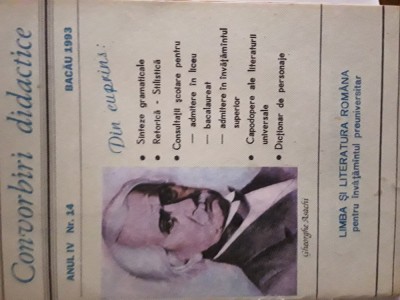 Convorbiri didactice
ANUL IV Nr. 14 BACĂU 1993
Din cuprins:
• Sinteze gramaticale
• Retorică - Stilistică
• Consultații școlare pentru
— admitere în liceu
— bacalaureat
— admitere în învățămîntul
superior
• Capodopere ale literaturii
universale
• Dicționar de personaje
Gheorghe Asachi
LIMBA ȘI LITERATURA ROMÂNĂ
pentru învățămîntul preuniversitar